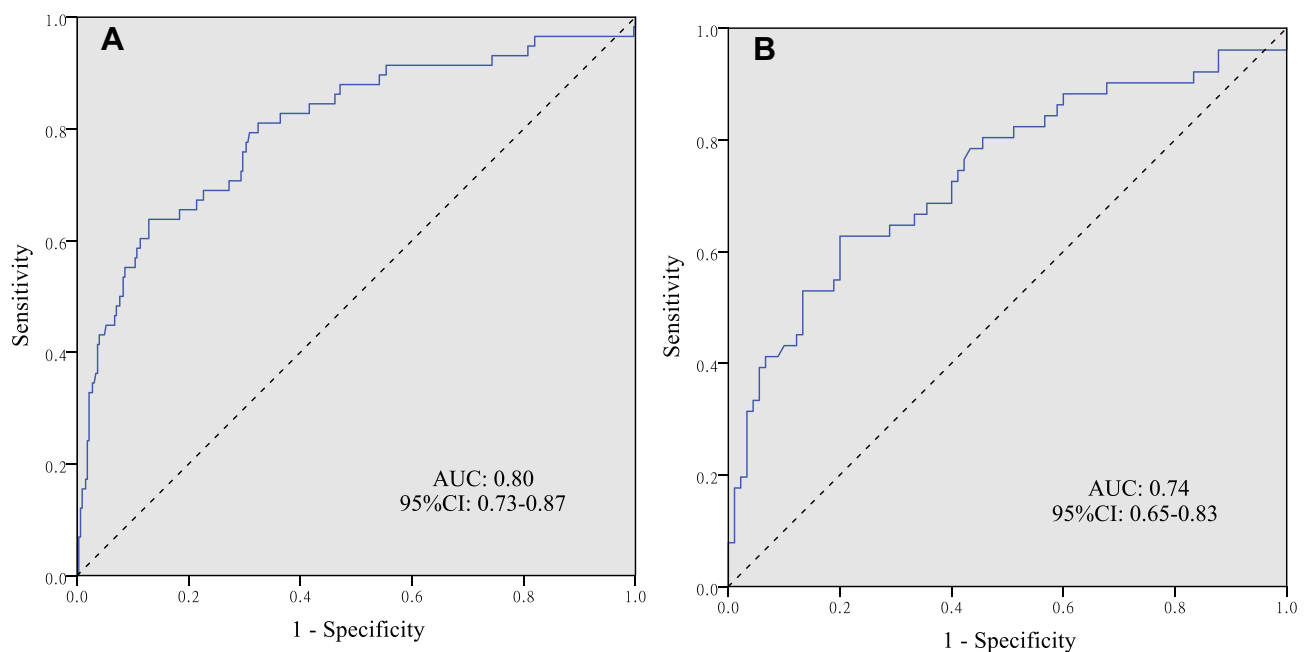 A
1.0
0.8
0.6
0.4
0.2
0.0
Sensitivity
AUC: 0.80
95%CI: 0.73-0.87
0.0 0.2 0.4 0.6 0.8 1.0
1 - Specificity
B
1.0
0.8
0.6
0.4
0.2
0.0
Sensitivity
AUC: 0.74
95%CI: 0.65-0.83
0.0 0.2 0.4 0.6 0.8 1.0
1 - Specificity